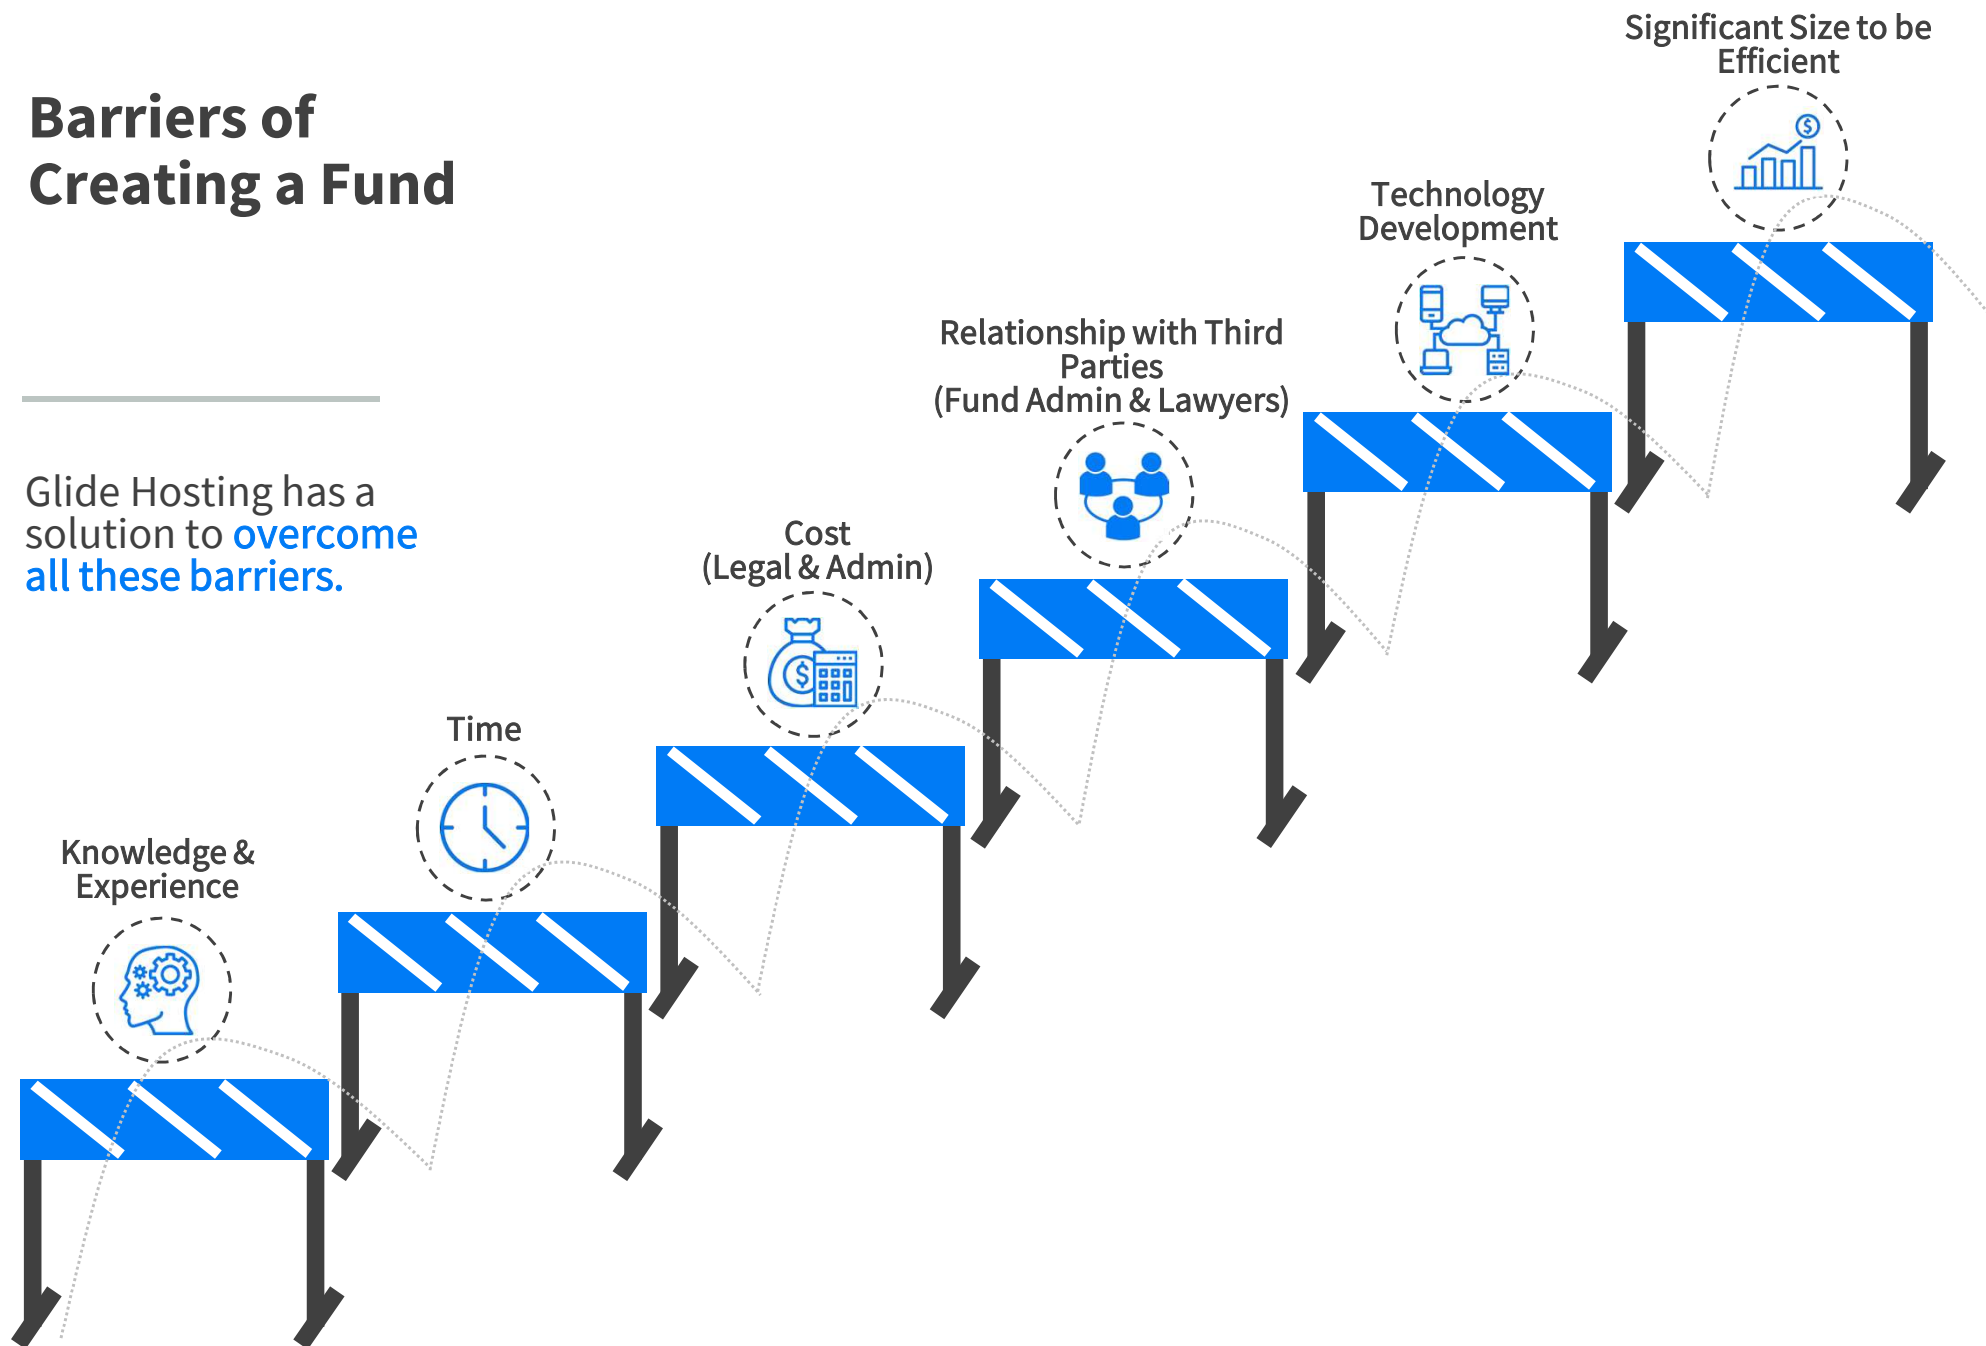 Barriers of
Creating a Fund
Glide Hosting has a
solution to overcome
all these barriers.
Knowledge &
Experience
Time
Cost
(Legal & Admin)
Relationship with Third
Parties
(Fund Admin & Lawyers)
Technology
Development
Significant Size to be
Efficient